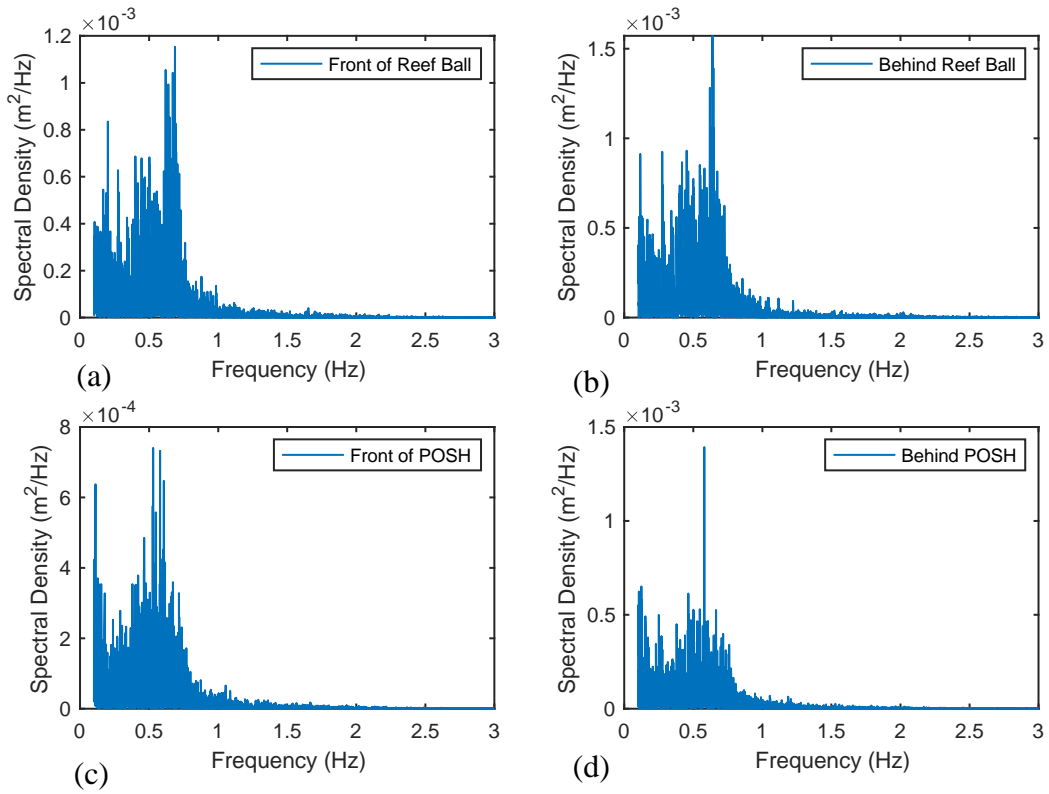 ×10⁻³
1.2
1
0.8
0.6
0.4
0.2
0
Spectral Density (m²/Hz)
Front of Reef Ball
0 0.5 1 1.5 2 2.5 3
Frequency (Hz)
(a)
×10⁻³
1.5
1
0.5
0
Spectral Density (m²/Hz)
Behind Reef Ball
0 0.5 1 1.5 2 2.5 3
Frequency (Hz)
(b)
×10⁻⁴
8
6
4
2
0
Spectral Density (m²/Hz)
Front of POSH
0 0.5 1 1.5 2 2.5 3
Frequency (Hz)
(c)
×10⁻³
1.5
1
0.5
0
Spectral Density (m²/Hz)
Behind POSH
0 0.5 1 1.5 2 2.5 3
Frequency (Hz)
(d)